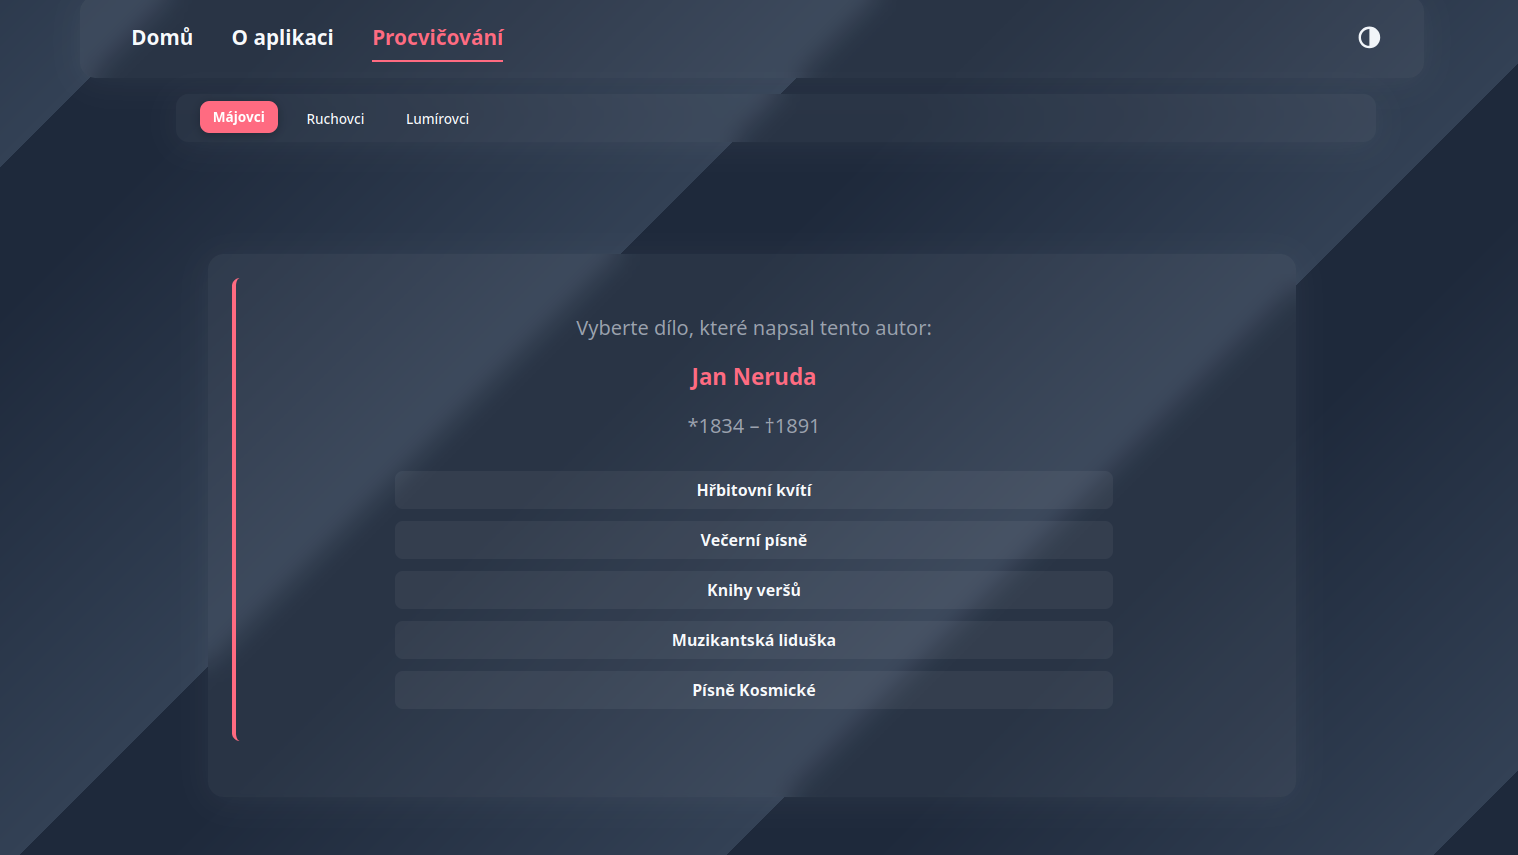 Domů O aplikaci Procvičování
Májovci Ruchovci Lumírovci
Vyberte dílo, které napsal tento autor:
Jan Neruda
*1834 – †1891
Hřbitovní kvítí
Večerní písně
Knihy veršů
Muzikantská liduška
Písně Kosmické